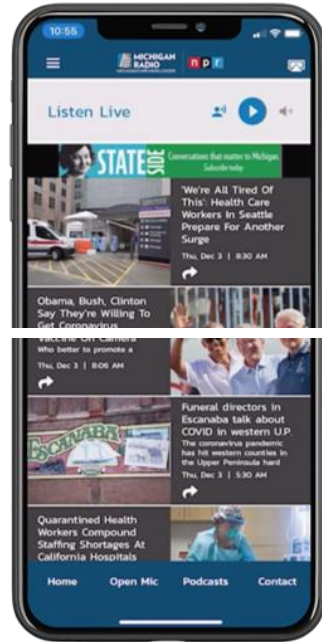 10:55
MICHIGAN
RADIO
npr
Listen Live
STATE
SIDE
Conversations that matter to Michigan.
Subscribe today
'We're All Tired Of
This': Health Care
Workers In Seattle
Prepare For Another
Surge
Thu, Dec 3 | 8:30 AM
Obama, Bush, Clinton
Say They're Willing To
Get Coronavirus
Vaccine On Camera
Who better to promote a
Thu, Dec 3 | 8:06 AM
Funeral directors in
Escanaba talk about
COVID in western U.P.
The coronavirus pandemic
has hit western counties in
the Upper Peninsula hard
Thu, Dec 3 | 5:30 AM
ESCANABA
Quarantined Health
Workers Compound
Staffing Shortages At
California Hospitals
Home Open Mic Podcasts Contact